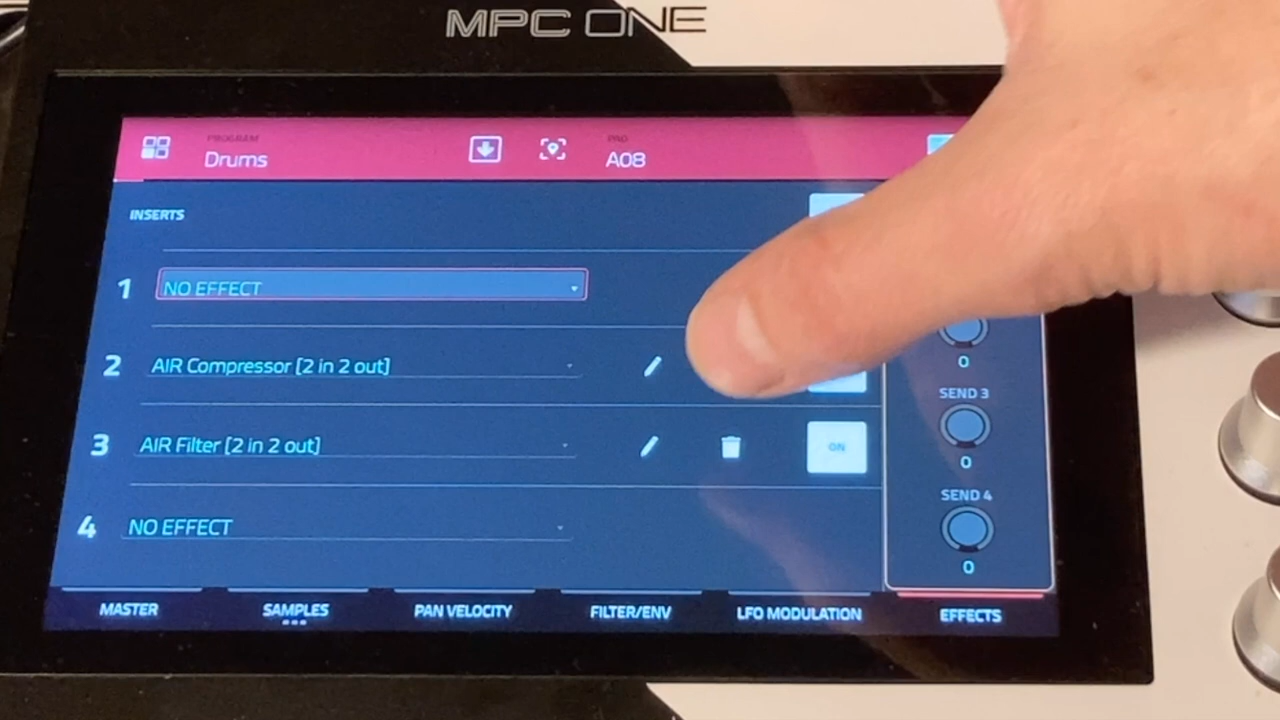 MPC ONE
PROGRAM
Drums
PAD
A08
INSERTS
1 NO EFFECT
2 AIR Compressor [2 in 2 out]
0
SEND 3
3 AIR Filter [2 in 2 out] ON
0
SEND 4
4 NO EFFECT
0
MASTER SAMPLES PAN VELOCITY FILTER/ENV LFO MODULATION EFFECTS